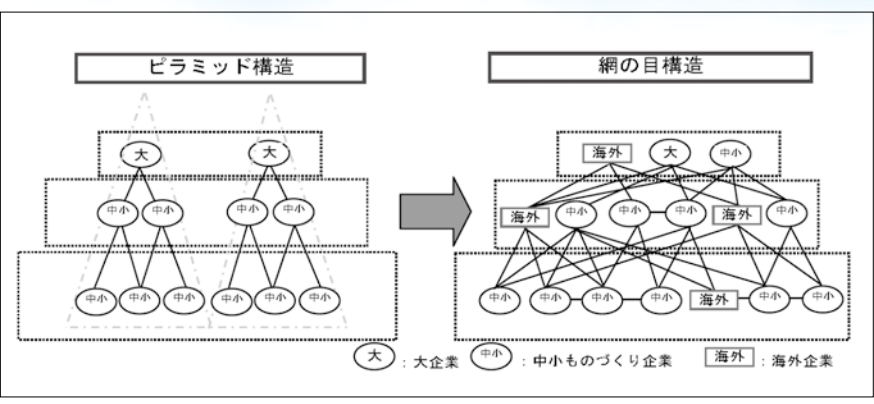 ピラミッド構造 網の目構造
大 大 海外 大 中小
中小 中小 中小 中小 海外 中小 中小 中小 海外 中小
中小 中小 中小 中小 中小 中小 中小 中小 中小 中小 海外 中小 中小
大 : 大企業 中小 : 中小ものづくり企業 海外 : 海外企業